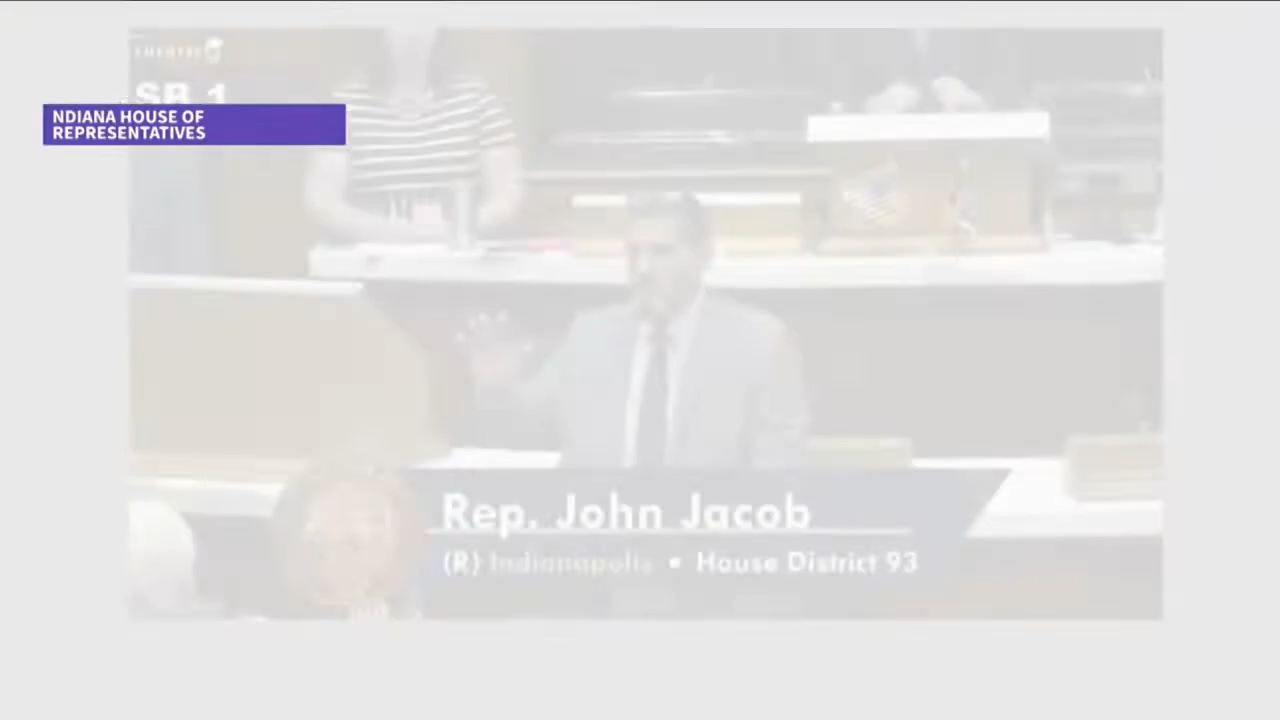 SB 1
NDIANA HOUSE OF
REPRESENTATIVES
Rep. John Jacob
(R) Indianapolis • House District 93